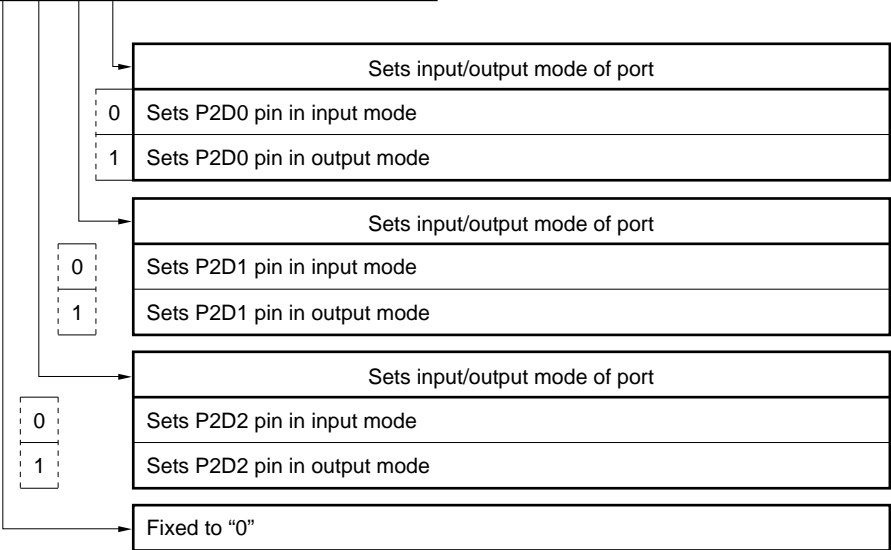 Sets input/output mode of port
0 Sets P2D0 pin in input mode
1 Sets P2D0 pin in output mode
Sets input/output mode of port
0 Sets P2D1 pin in input mode
1 Sets P2D1 pin in output mode
Sets input/output mode of port
0 Sets P2D2 pin in input mode
1 Sets P2D2 pin in output mode
Fixed to “0”